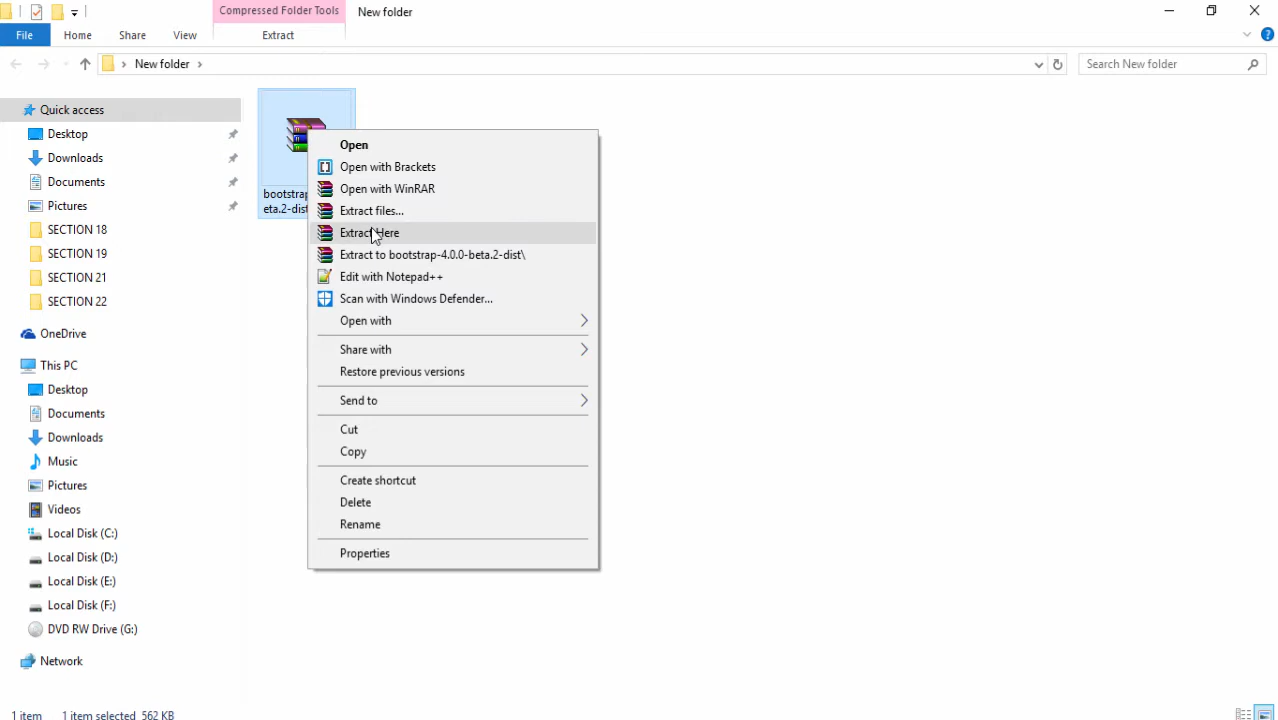 Compressed Folder Tools
New folder
File
Home
Share
View
Extract
New folder
Search New folder
Quick access
Desktop
Downloads
Documents
Pictures
SECTION 18
SECTION 19
SECTION 21
SECTION 22
OneDrive
This PC
Desktop
Documents
Downloads
Music
Pictures
Videos
Local Disk (C:)
Local Disk (D:)
Local Disk (E:)
Local Disk (F:)
DVD RW Drive (G:)
Network
bootstrap
eta.2-dist
Open
Open with Brackets
Open with WinRAR
Extract files...
Extract Here
Extract to bootstrap-4.0.0-beta.2-dist\
Edit with Notepad++
Scan with Windows Defender...
Open with
Share with
Restore previous versions
Send to
Cut
Copy
Create shortcut
Delete
Rename
Properties
1 item
1 item selected 562 KB